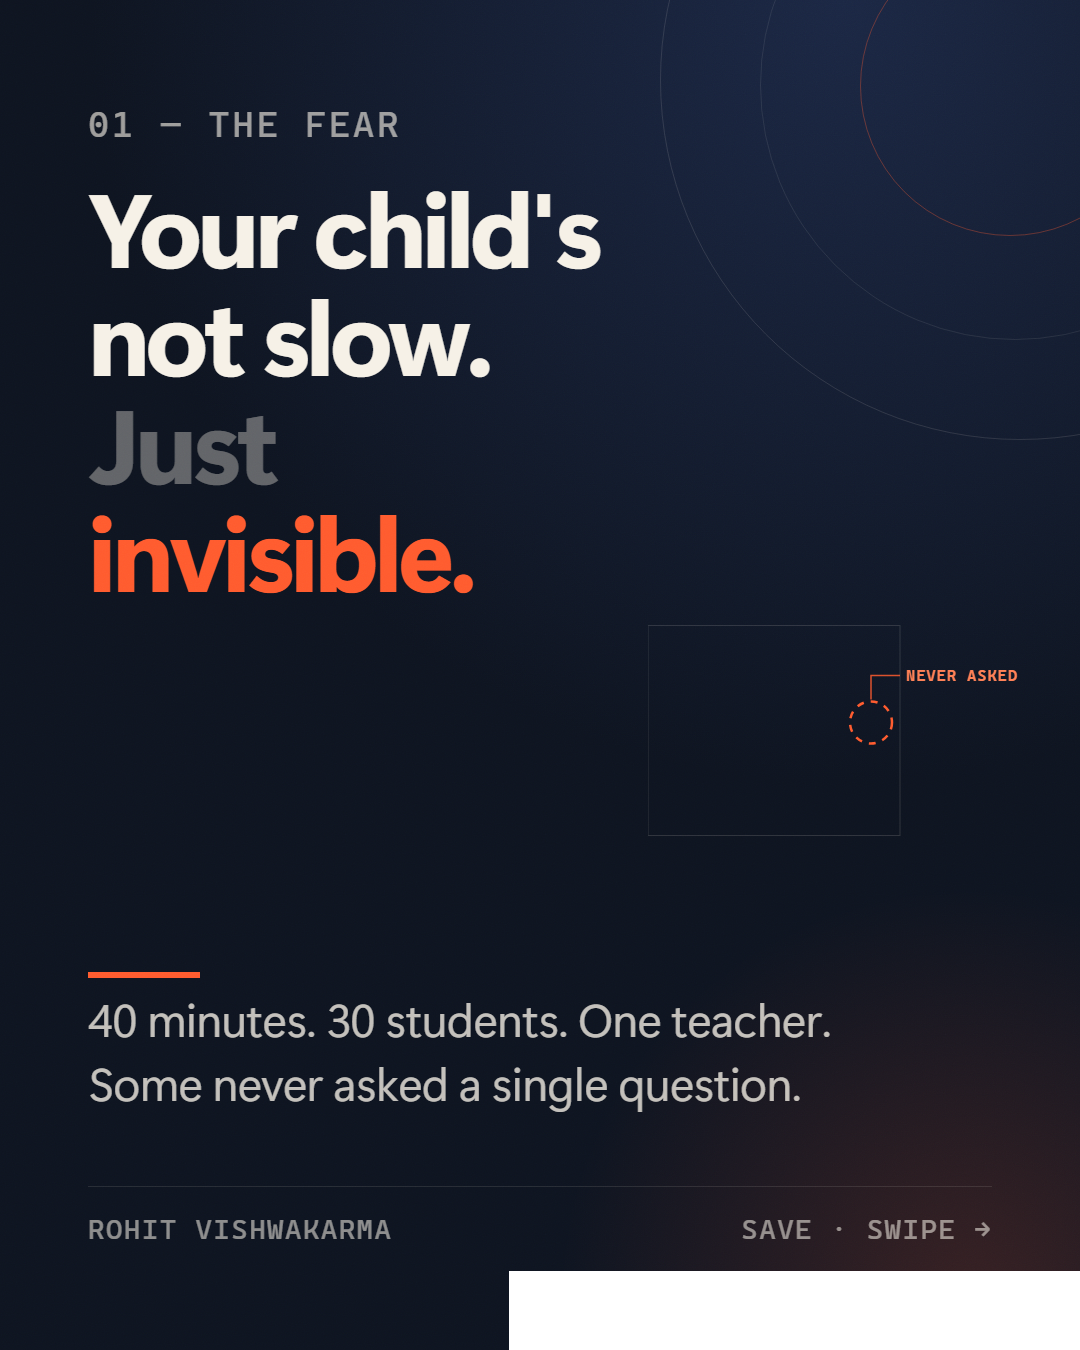 01 — THE FEAR
Your child's
not slow.
Just
invisible.
NEVER ASKED
40 minutes. 30 students. One teacher.
Some never asked a single question.
ROHIT VISHWAKARMA
SAVE · SWIPE →